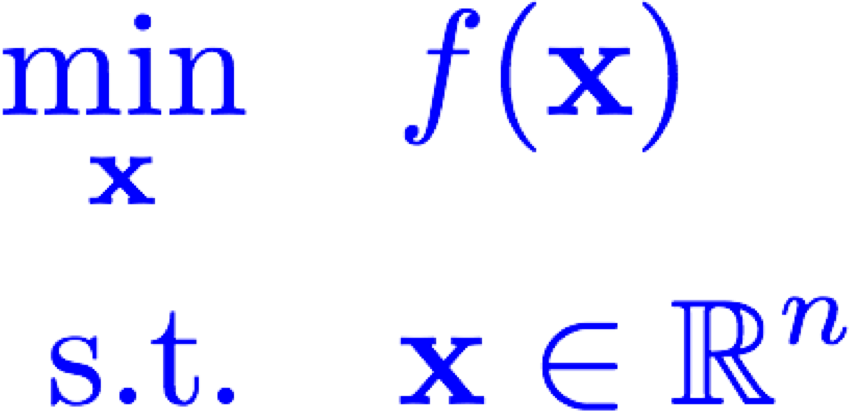 min f(𝐱)
𝐱
s.t. 𝐱 ∈ ℝⁿ